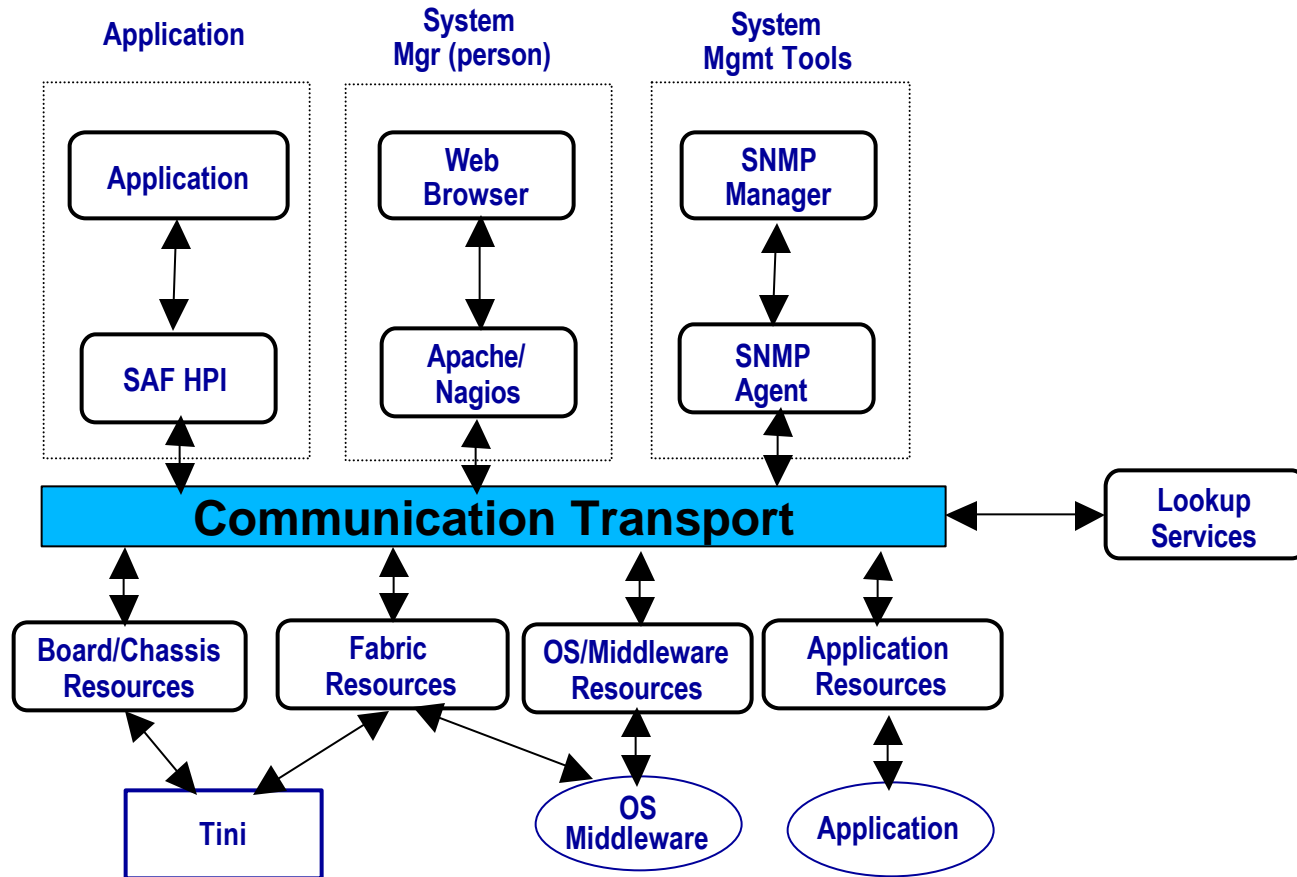 Application
System
Mgr (person)
System
Mgmt Tools
Application
Web
Browser
SNMP
Manager
SAF HPI
Apache/
Nagios
SNMP
Agent
Communication Transport
Lookup
Services
Board/Chassis
Resources
Fabric
Resources
OS/Middleware
Resources
Application
Resources
Tini
OS
Middleware
Application